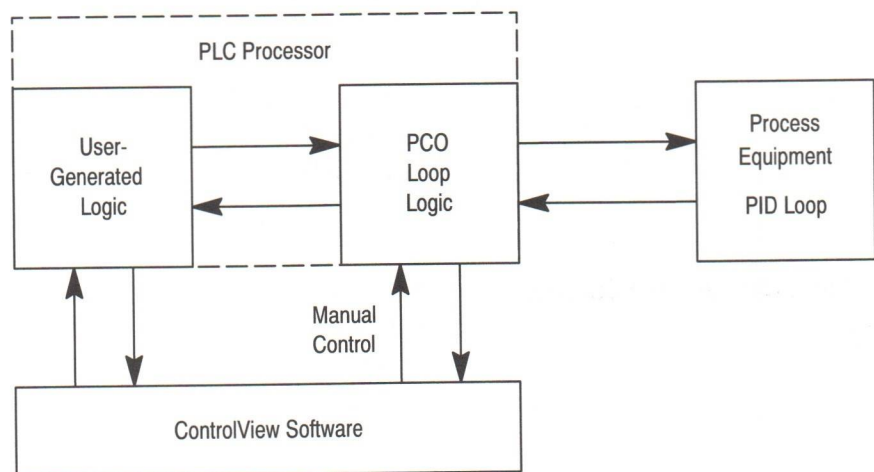 PLC Processor
User-
Generated
Logic
PCO
Loop
Logic
Process
Equipment
PID Loop
Manual
Control
ControlView Software